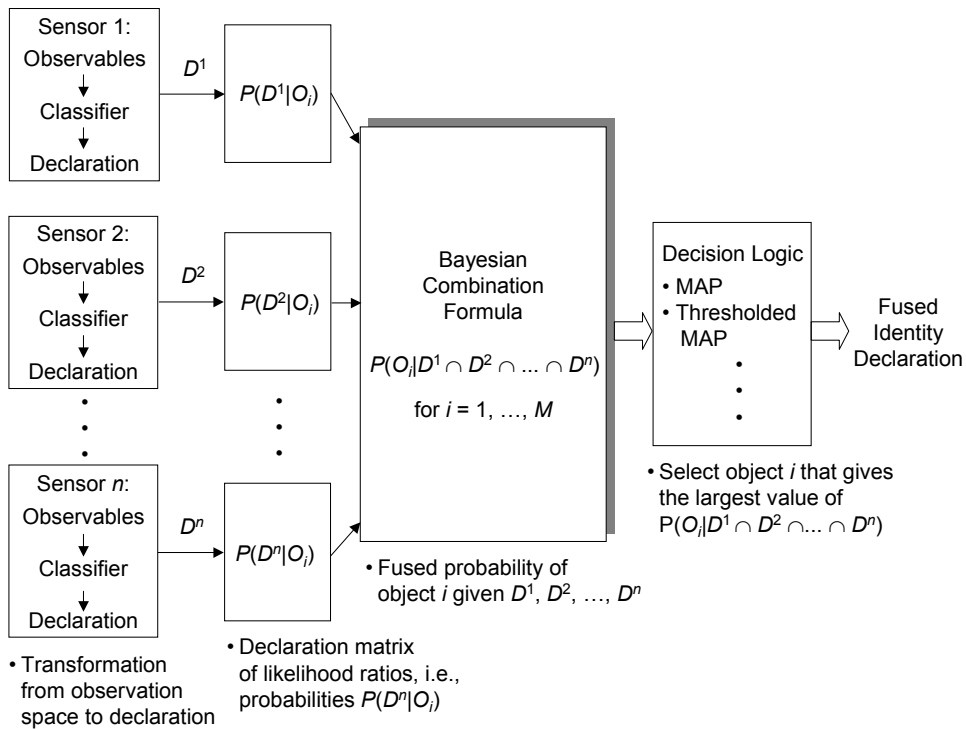 Sensor 1:
Observables
Classifier
Declaration
D¹
P(D¹|Oᵢ)
Sensor 2:
Observables
Classifier
Declaration
D²
P(D²|Oᵢ)
Sensor n:
Observables
Classifier
Declaration
Dⁿ
P(Dⁿ|Oᵢ)
• Transformation
from observation
space to declaration
• Declaration matrix
of likelihood ratios, i.e.,
probabilities P(Dⁿ|Oᵢ)
Bayesian
Combination
Formula
P(Oᵢ|D¹ ∩ D² ∩ ... ∩ Dⁿ)
for i = 1, …, M
• Fused probability of
object i given D¹, D², …, Dⁿ
Decision Logic
• MAP
• Thresholded
MAP
• Select object i that gives
the largest value of
P(Oᵢ|D¹ ∩ D² ∩... ∩ Dⁿ)
Fused
Identity
Declaration